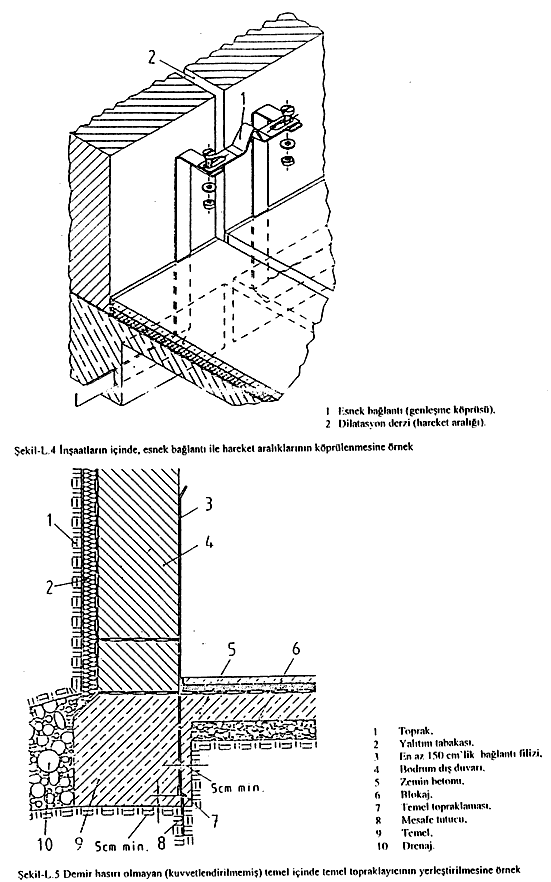 2
1
1 Esnek bağlantı (genleşme köprüsü).
2 Dilatasyon derzi (hareket aralığı).
Şekil-L.4 İnşaatların içinde, esnek bağlantı ile hareket aralıklarının köprülenmesine örnek
1
2
3
4
5
6
5cm min.
10
9
5cm min.
8
7
1 Toprak,
2 Yalıtım tabakası,
3 En az 150 cm'lik bağlantı filizi,
4 Bodrum dış duvarı,
5 Zemin betonu,
6 Blokaj,
7 Temel topraklaması,
8 Mesafe tutucu,
9 Temel,
10 Drenaj.
Şekil-L.5 Demir hasırı olmayan (kuvvetlendirilmemiş) temel içinde temel topraklayıcının yerleştirilmesine örnek